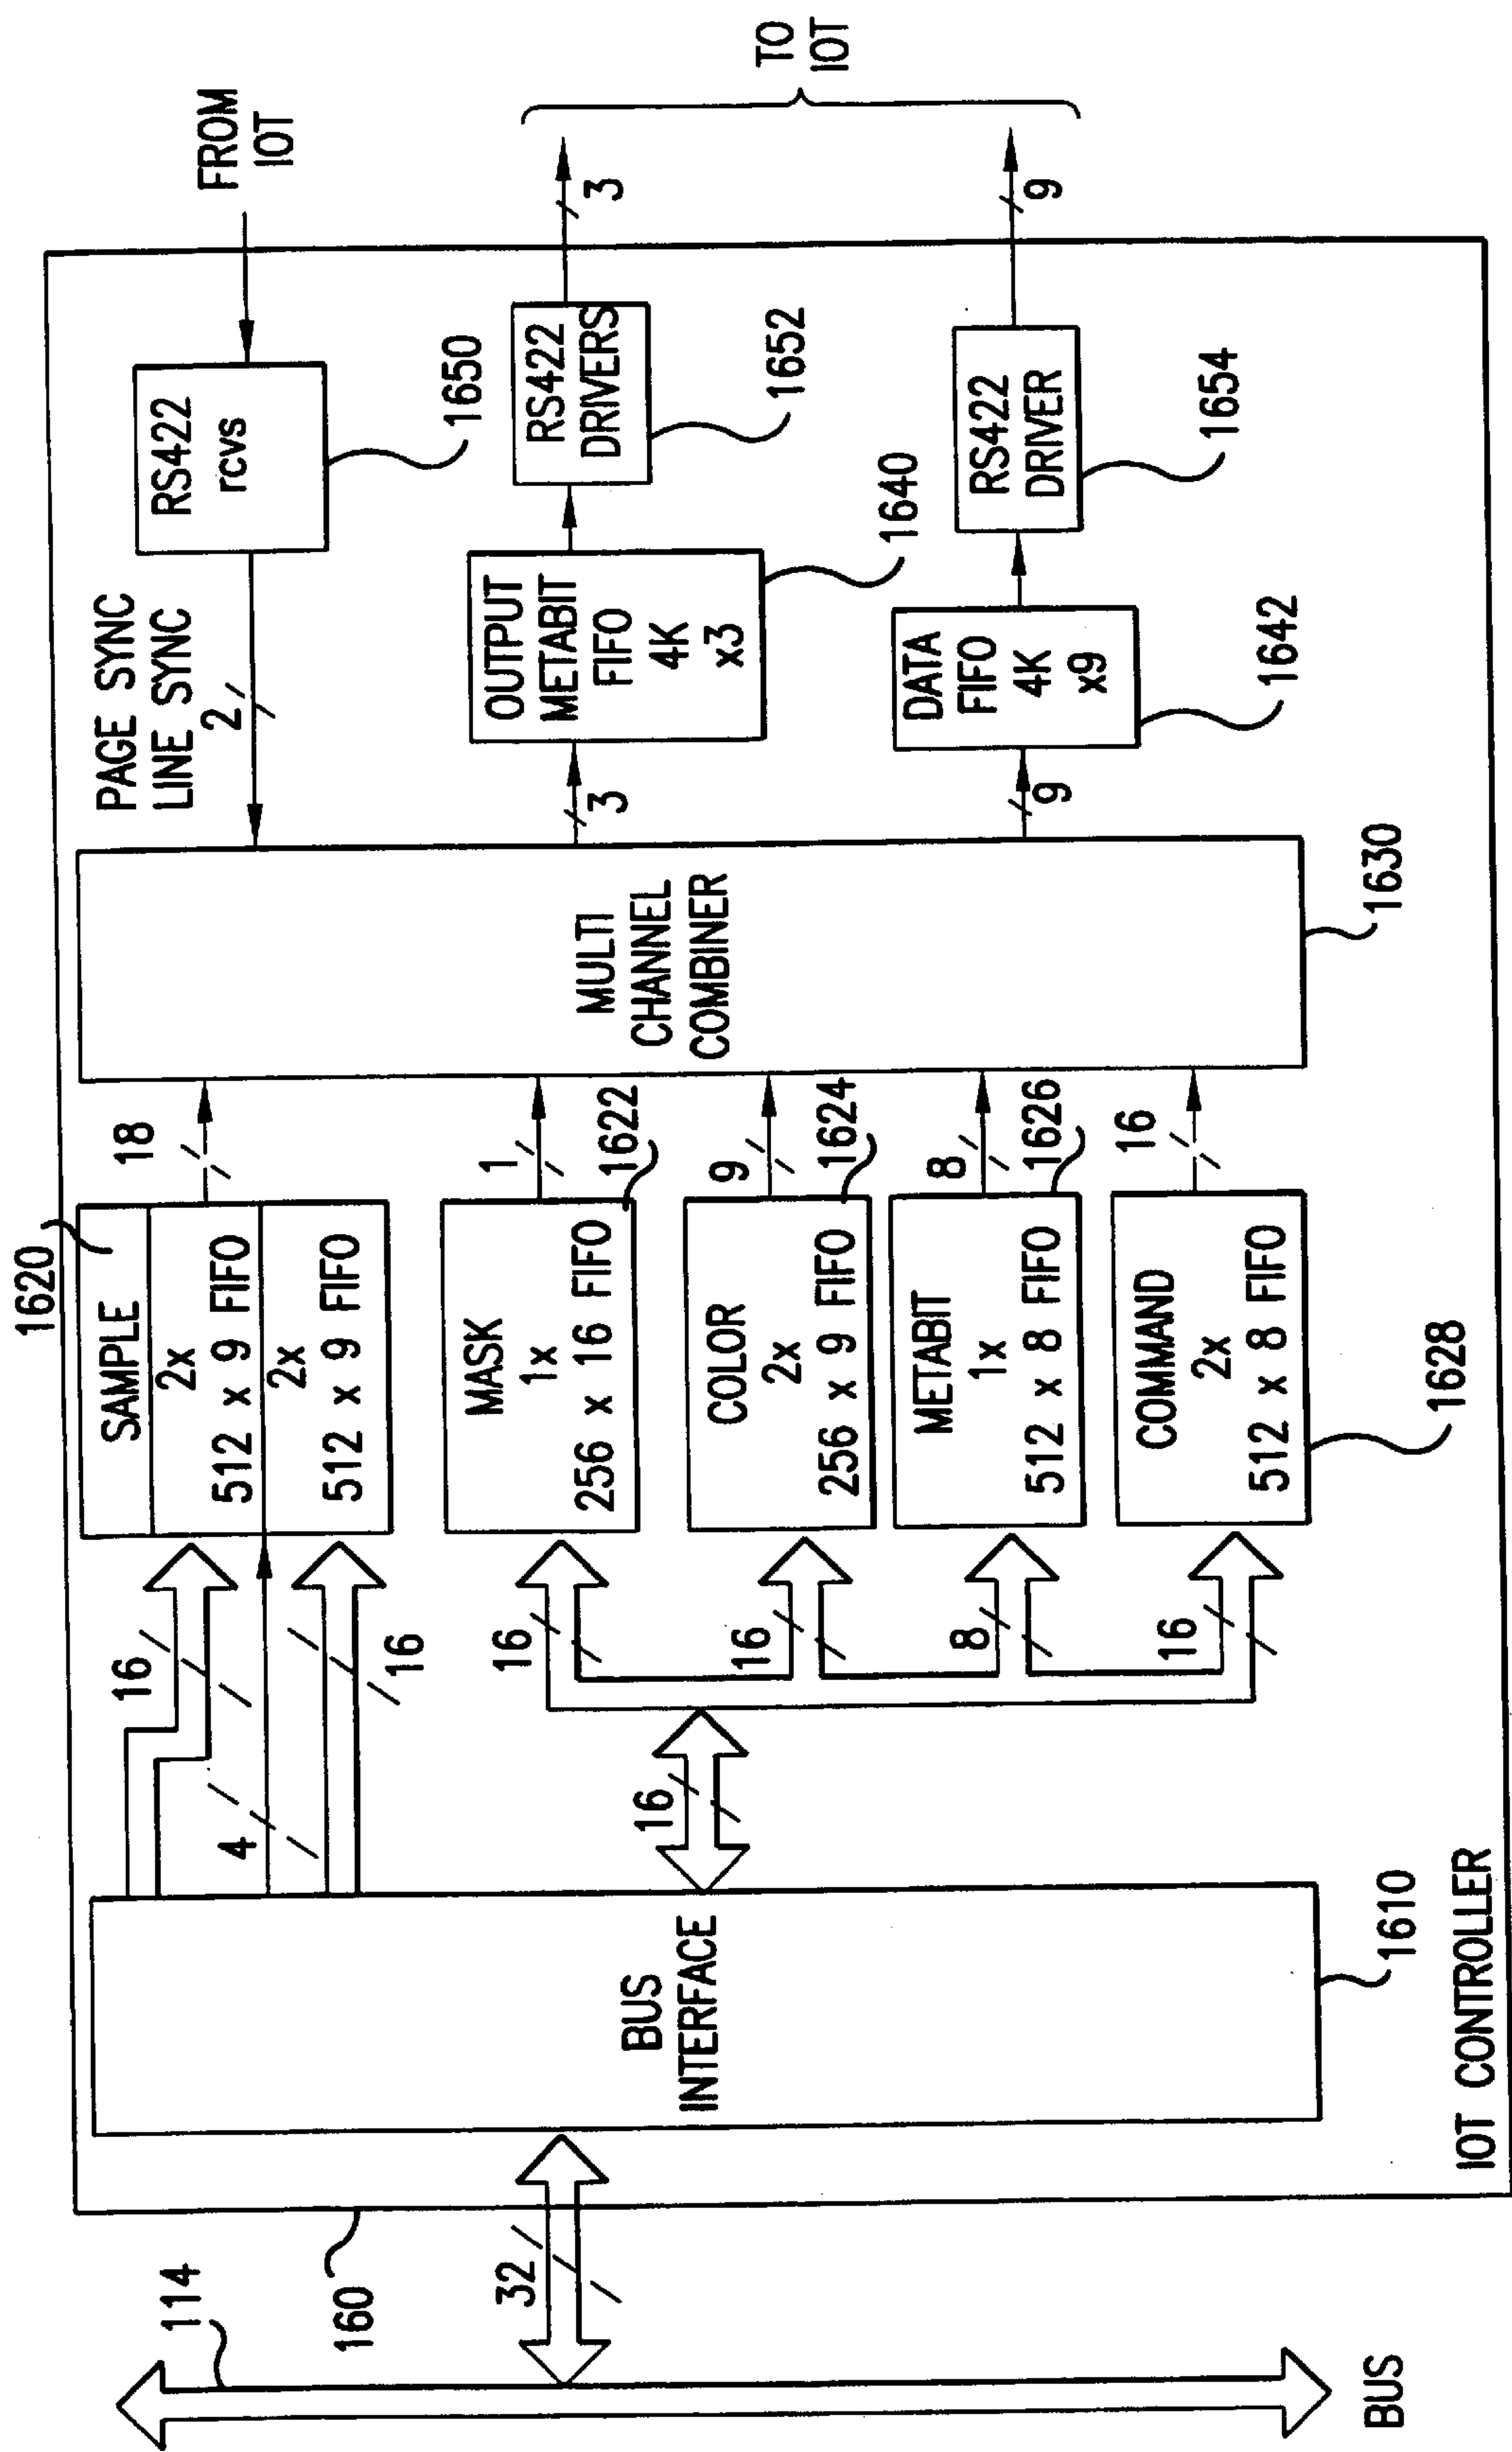 114
BUS
32
160
IOT CONTROLLER
BUS
INTERFACE
1610
16
4
16
16
16
16
8
16
1620
SAMPLE
2x
512 x 9 FIFO
2x
512 x 9 FIFO
18
MASK
1x
256 x 16 FIFO
1
1622
COLOR
2x
256 x 9 FIFO
9
1624
METABIT
1x
512 x 8 FIFO
8
1626
COMMAND
2x
512 x 8 FIFO
16
1628
MULTI
CHANNEL
COMBINER
1630
PAGE SYNC
LINE SYNC
2
RS422
rcvs
1650
FROM
IOT
3
OUTPUT
METABIT
FIFO
4K
x3
1640
RS422
DRIVERS
1652
3
9
DATA
FIFO
4K
x9
1642
RS422
DRIVER
1654
9
TO
IOT